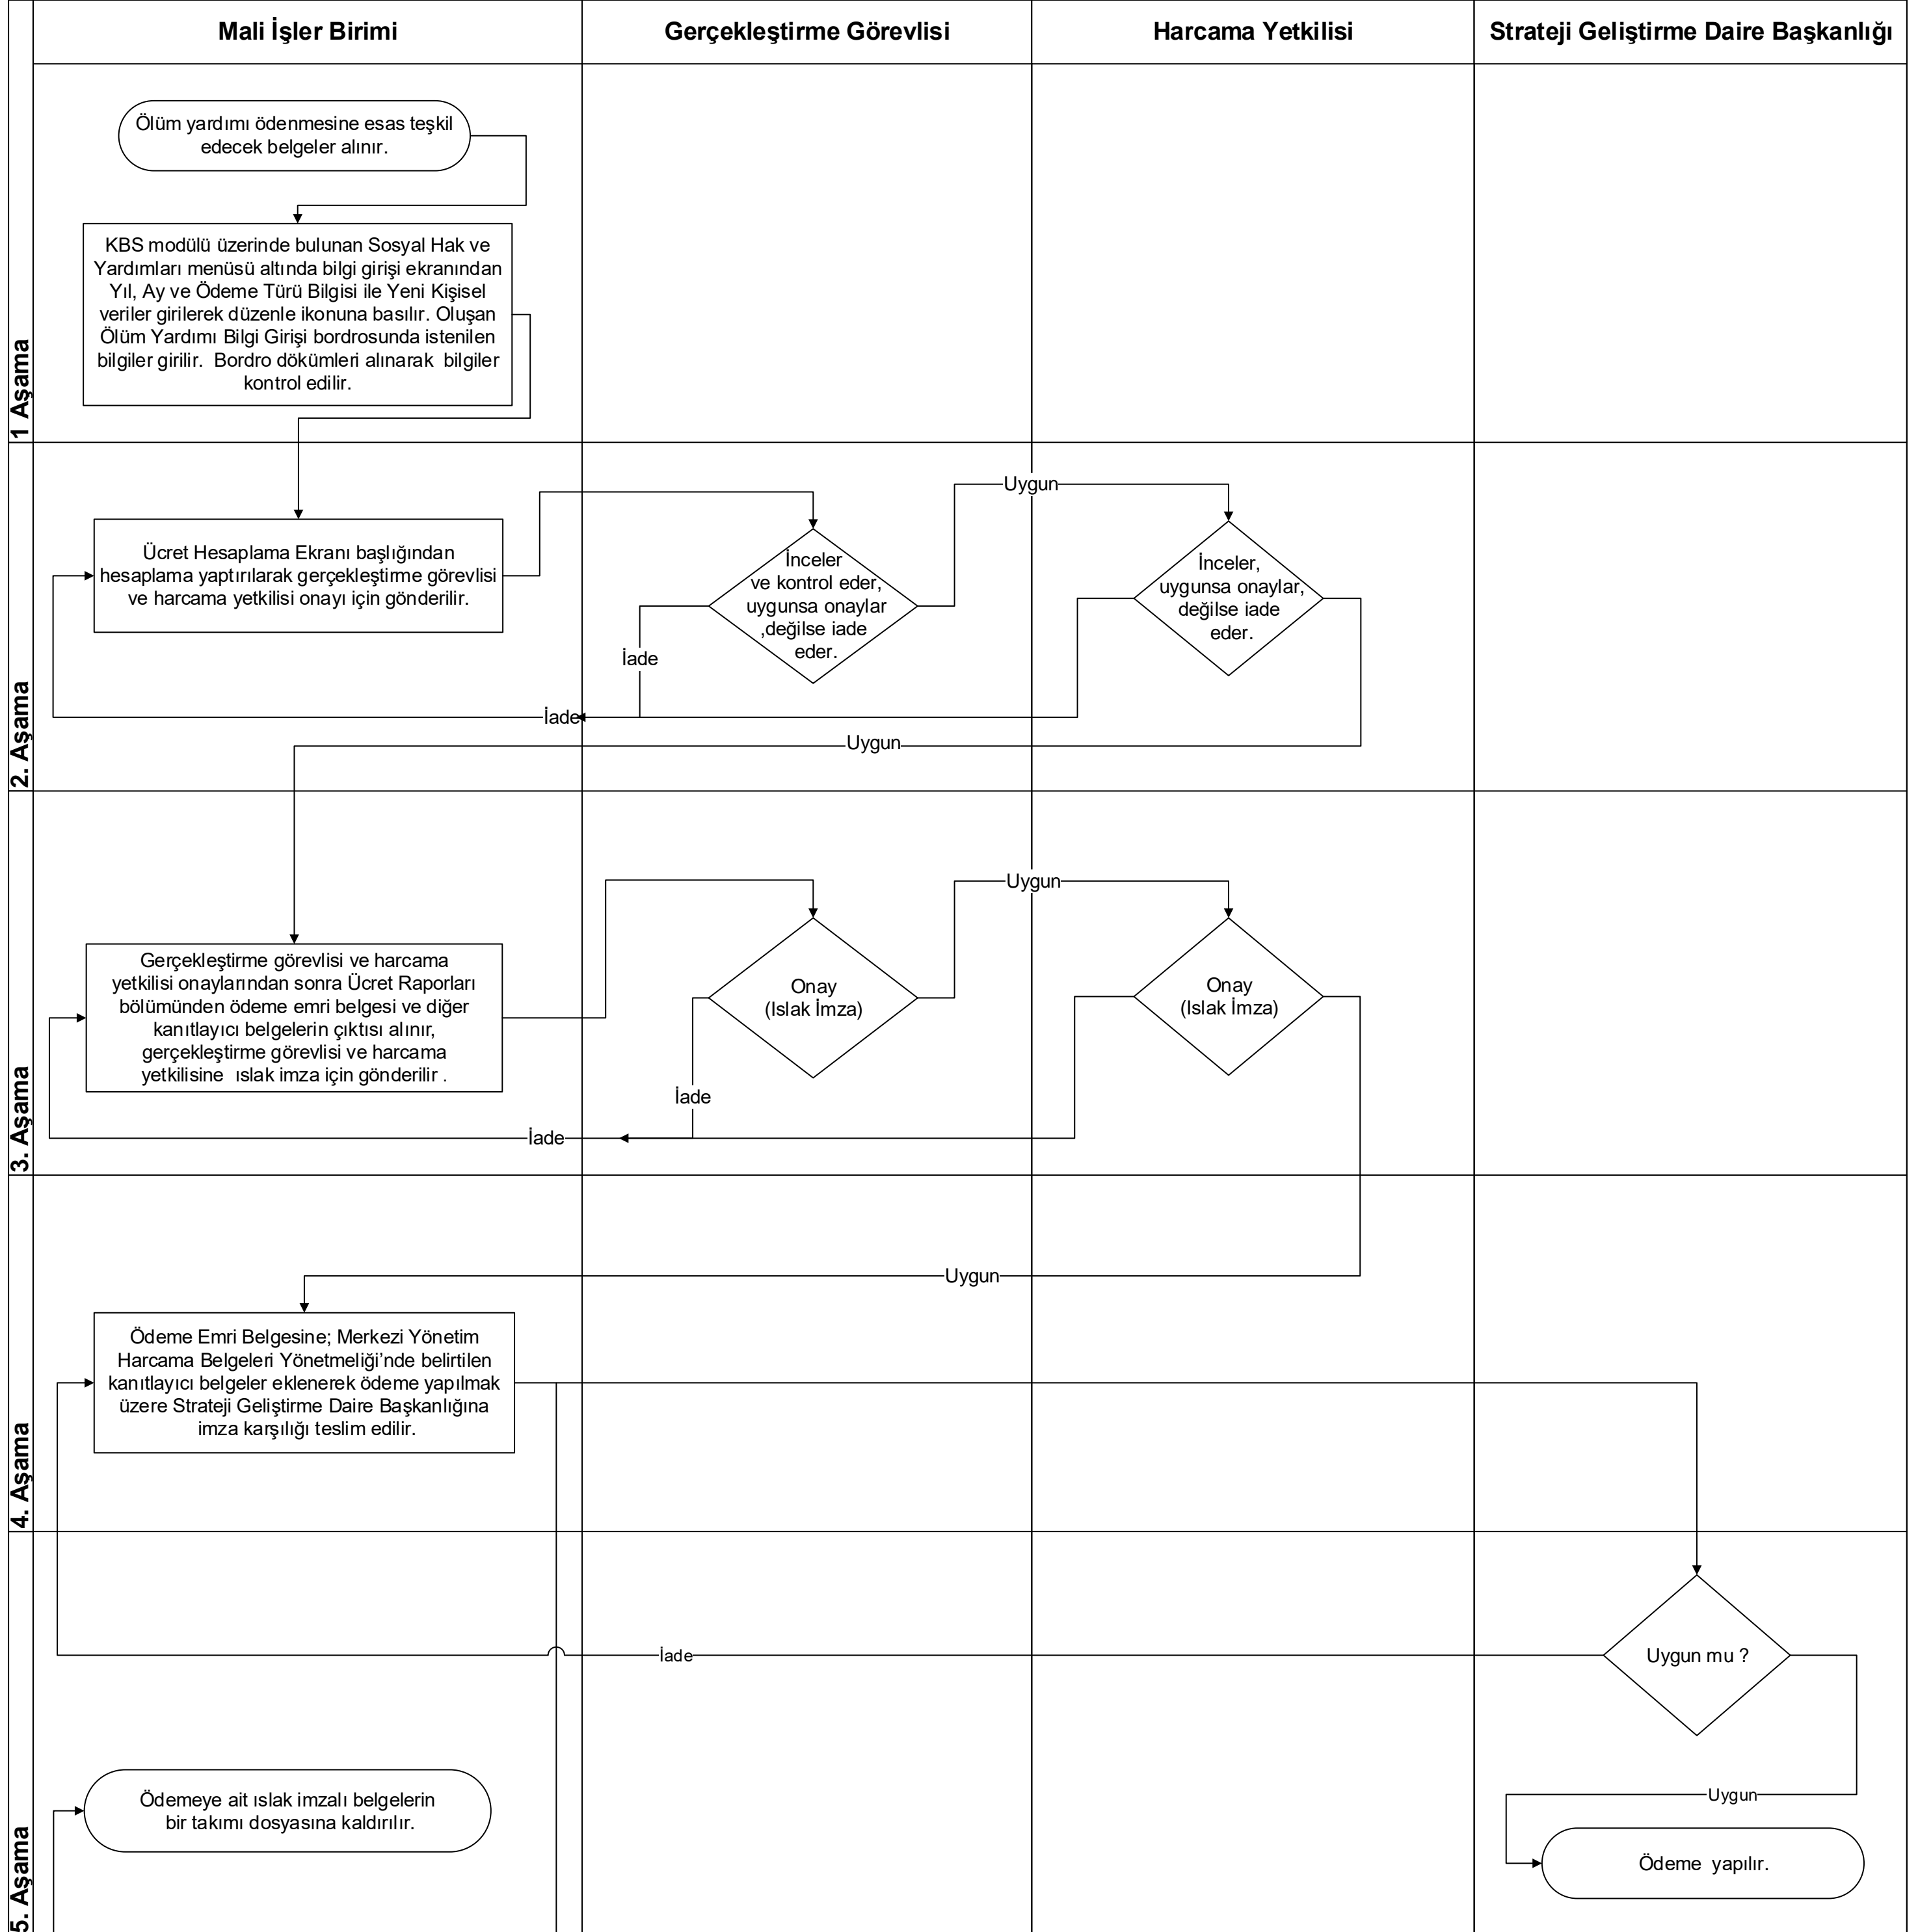 Mali İşler Birimi
Gerçekleştirme Görevlisi
Harcama Yetkilisi
Strateji Geliştirme Daire Başkanlığı
1 Aşama
Ölüm yardımı ödenmesine esas teşkil
edecek belgeler alınır.
KBS modülü üzerinde bulunan Sosyal Hak ve
Yardımları menüsü altında bilgi girişi ekranından
Yıl, Ay ve Ödeme Türü Bilgisi ile Yeni Kişisel
veriler girilerek düzenle ikonuna basılır. Oluşan
Ölüm Yardımı Bilgi Girişi bordrosunda istenilen
bilgiler girilir. Bordro dökümleri alınarak bilgiler
kontrol edilir.
2. Aşama
Ücret Hesaplama Ekranı başlığından
hesaplama yaptırılarak gerçekleştirme görevlisi
ve harcama yetkilisi onayı için gönderilir.
İnceler
ve kontrol eder,
uygunsa onaylar
,değilse iade
eder.
Uygun
İnceler,
uygunsa onaylar,
değilse iade
eder.
İade
İade
Uygun
3. Aşama
Gerçekleştirme görevlisi ve harcama
yetkilisi onaylarından sonra Ücret Raporları
bölümünden ödeme emri belgesi ve diğer
kanıtlayıcı belgelerin çıktısı alınır,
gerçekleştirme görevlisi ve harcama
yetkilisine ıslak imza için gönderilir .
Onay
(Islak İmza)
Uygun
Onay
(Islak İmza)
İade
İade
Uygun
4. Aşama
Ödeme Emri Belgesine; Merkezi Yönetim
Harcama Belgeleri Yönetmeliği’nde belirtilen
kanıtlayıcı belgeler eklenerek ödeme yapılmak
üzere Strateji Geliştirme Daire Başkanlığına
imza karşılığı teslim edilir.
5. Aşama
İade
Uygun mu ?
Uygun
Ödemeye ait ıslak imzalı belgelerin
bir takımı dosyasına kaldırılır.
Ödeme yapılır.